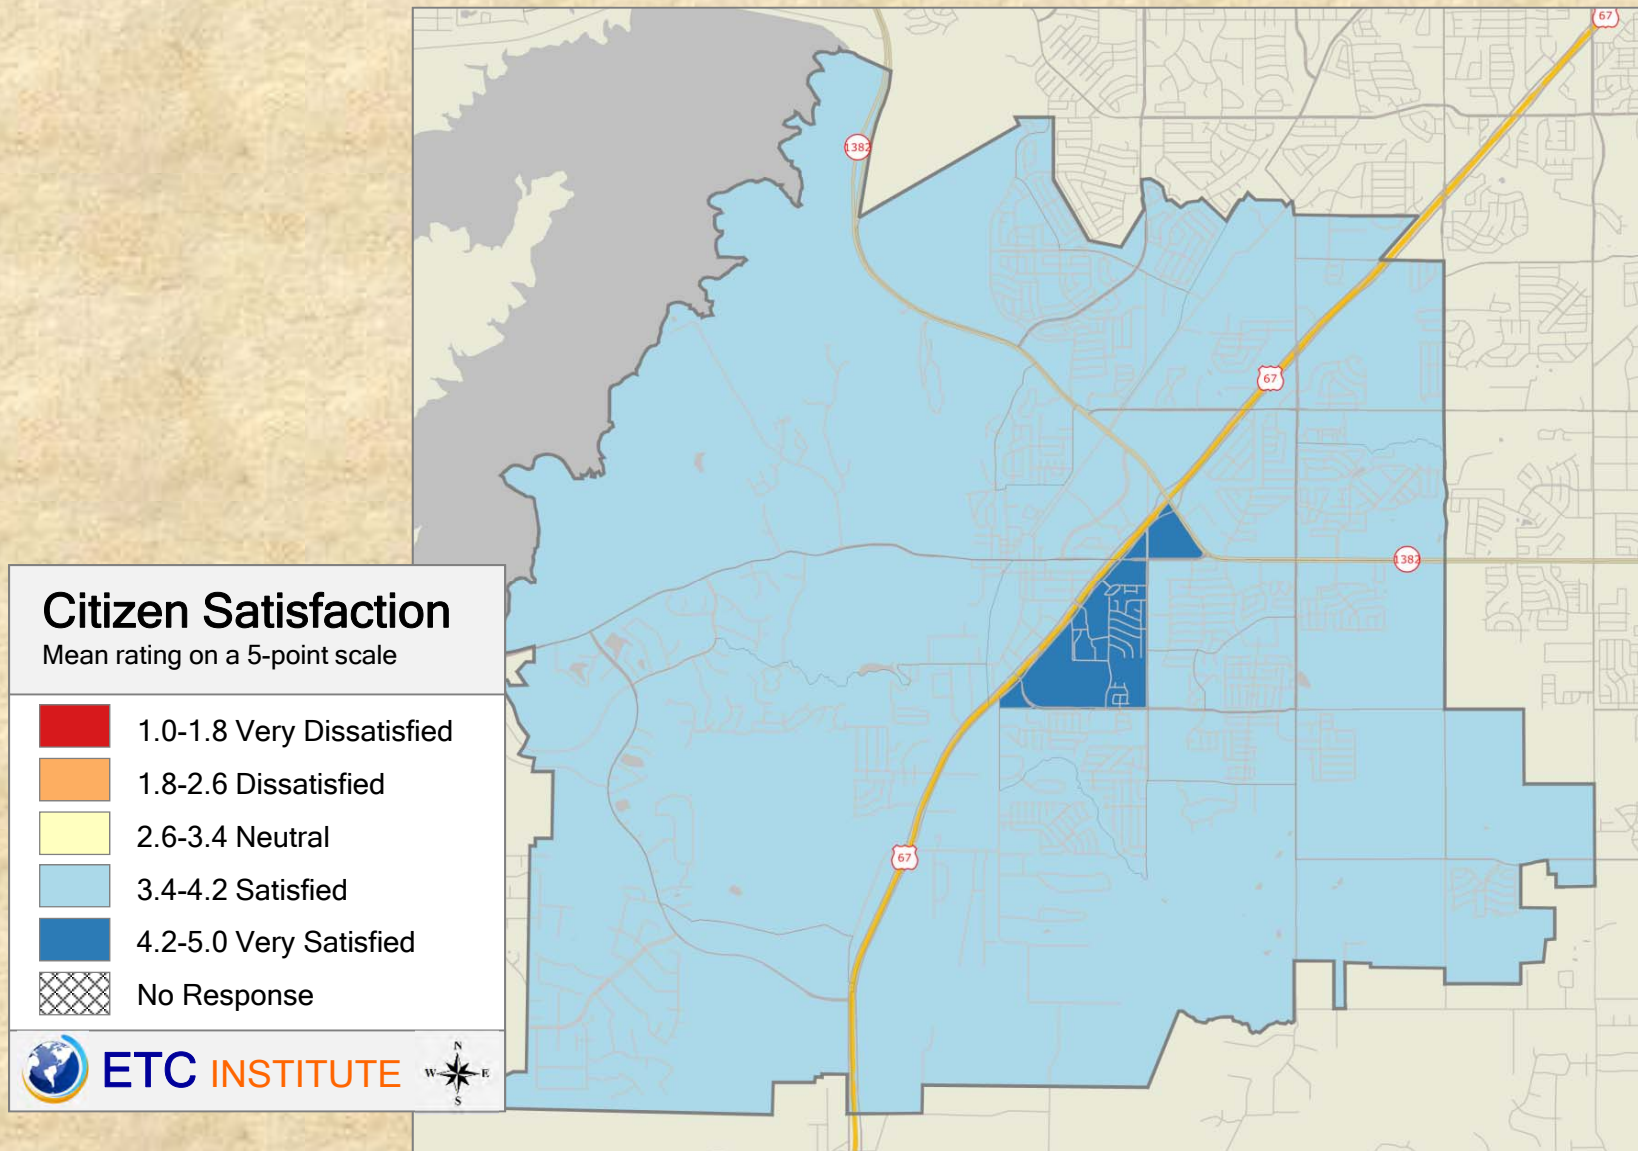 67
1382
67
1382
67
Citizen Satisfaction
Mean rating on a 5-point scale
1.0-1.8 Very Dissatisfied
1.8-2.6 Dissatisfied
2.6-3.4 Neutral
3.4-4.2 Satisfied
4.2-5.0 Very Satisfied
No Response
ETC INSTITUTE
N
W E
S